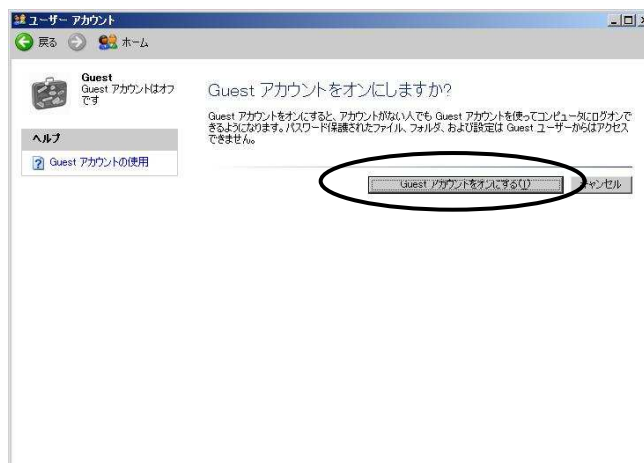 ユーザー アカウント
戻る
ホーム
Guest
Guest アカウントはオフ
です
ヘルプ
Guest アカウントの使用
Guest アカウントをオンにしますか?
Guest アカウントをオンにすると、アカウントがない人でも Guest アカウントを使ってコンピュータにログオンで
きるようになります。パスワード保護されたファイル、フォルダ、および設定は Guest ユーザーからはアクセス
できません。
Guest アカウントをオンにする(I)
キャンセル